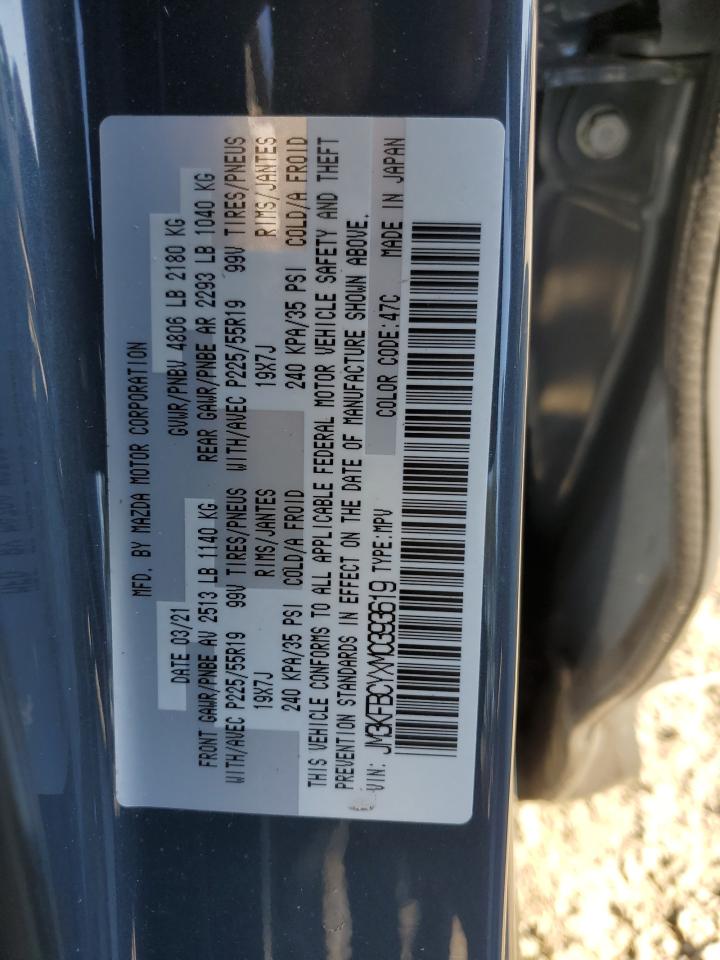 MFD. BY MAZDA MOTOR CORPORATION
DATE 03/21 GVWR/PNBV 4806 LB 2180 KG
FRONT GAWR/PNBE AV 2513 LB 1140 KG REAR GAWR/PNBE AR 2293 LB 1040 KG
WITH/AVEC P225/55R19 99V TIRES/PNEUS WITH/AVEC P225/55R19 99V TIRES/PNEUS
19X7J RIMS/JANTES 19X7J RIMS/JANTES
240 KPA/35 PSI COLD/A FROID 240 KPA/35 PSI COLD/A FROID
THIS VEHICLE CONFORMS TO ALL APPLICABLE FEDERAL MOTOR VEHICLE SAFETY AND THEFT
PREVENTION STANDARDS IN EFFECT ON THE DATE OF MANUFACTURE SHOWN ABOVE.
VIN: JM3KFBCYXM0393619 TYPE:MPV COLOR CODE:47C MADE IN JAPAN